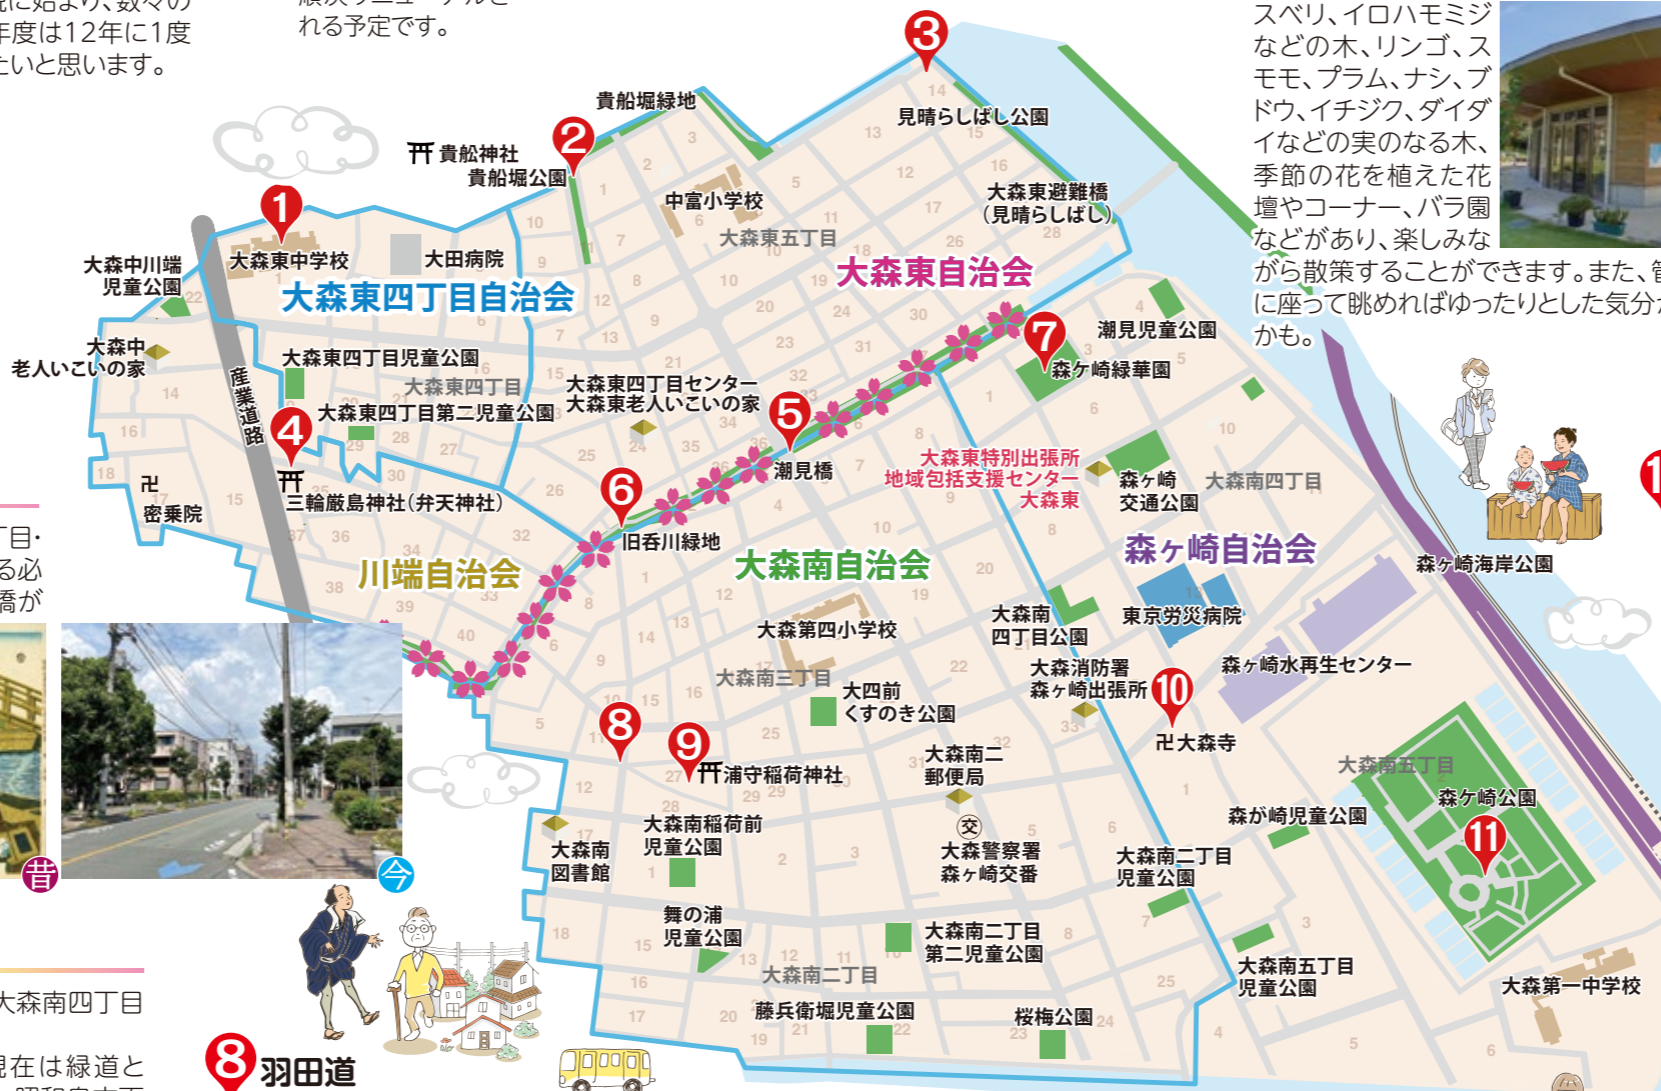 院に始まり、数々の
年度は12年に1度
たいと思います。
れる予定です。
スベリ、イロハモミジ
などの木、リンゴ、ス
モモ、プラム、ナシ、ブ
ドウ、イチジク、ダイダ
イなどの実のなる木、
季節の花を植えた花
壇やコーナー、バラ園
などがあり、楽しみな
がら散策することができます。また、管
に座って眺めればゆったりとした気分
かも。
3
見晴らしばし公園
貴船堀緑地
2
貴舩神社
貴船堀公園
中富小学校
大森東五丁目
大森東避難橋
（見晴らしばし）
1
大森東中学校
大田病院
大森中川端
児童公園
大森東四丁目自治会
大森東自治会
7
潮見児童公園
森ケ崎緑華園
大森中
老人いこいの家
産業道路
大森東四丁目児童公園
大森東四丁目
大森東四丁目第二児童公園
大森東四丁目センター
大森東老人いこいの家
5
潮見橋
4
三輪厳島神社（弁天神社）
卍
密乗院
6
旧呑川緑地
大森東特別出張所
地域包括支援センター
大森東
森ヶ崎
交通公園
大森南四丁目
川端自治会
大森南自治会
森ヶ崎自治会
森ヶ崎海岸公園
大森第四小学校
大森南三丁目
大森南
四丁目公園
東京労災病院
大森消防署
森ヶ崎出張所
10
卍大森寺
森ヶ崎水再生センター
大四前
くすのき公園
8
9
浦守稲荷神社
大森南二
郵便局
大森南五丁目
森ケ崎公園
11
森が崎児童公園
大森南
図書館
大森南稲荷前
児童公園
交
大森警察署
森ヶ崎交番
大森南二丁目
児童公園
舞の浦
児童公園
大森南二丁目
第二児童公園
大森南五丁目
児童公園
大森南二丁目
藤兵衛堀児童公園
桜梅公園
大森第一中学校
丁目・
る必
橋が
昔
今
大森南四丁目
現在は緑道と
8 羽田道